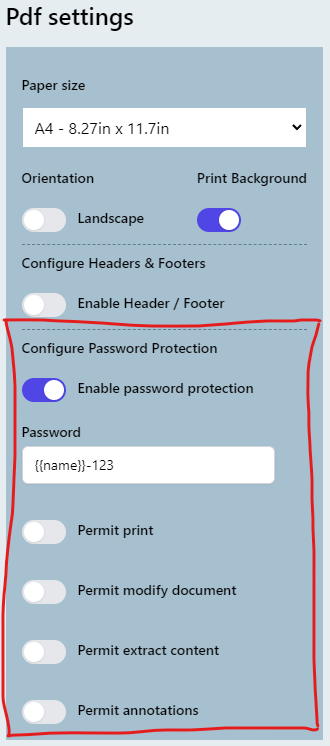 Pdf settings
Paper size
A4 - 8.27in x 11.7in
Orientation Print Background
Landscape
Configure Headers & Footers
Enable Header / Footer
Configure Password Protection
Enable password protection
Password
{{name}}-123
Permit print
Permit modify document
Permit extract content
Permit annotations